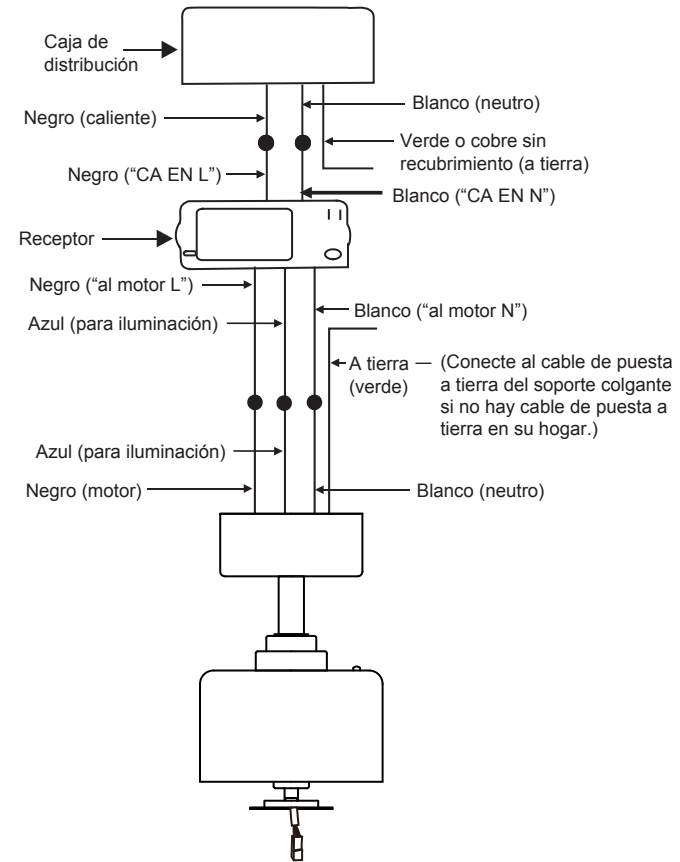 Caja de
distribución
Negro (caliente)
Blanco (neutro)
Verde o cobre sin
recubrimiento (a tierra)
Negro (“CA EN L”)
Blanco (“CA EN N”)
Receptor
Negro (“al motor L”)
Azul (para iluminación)
Blanco (“al motor N”)
A tierra — (Conecte al cable de puesta
(verde) a tierra del soporte colgante
si no hay cable de puesta a
tierra en su hogar.)
Azul (para iluminación)
Negro (motor)
Blanco (neutro)